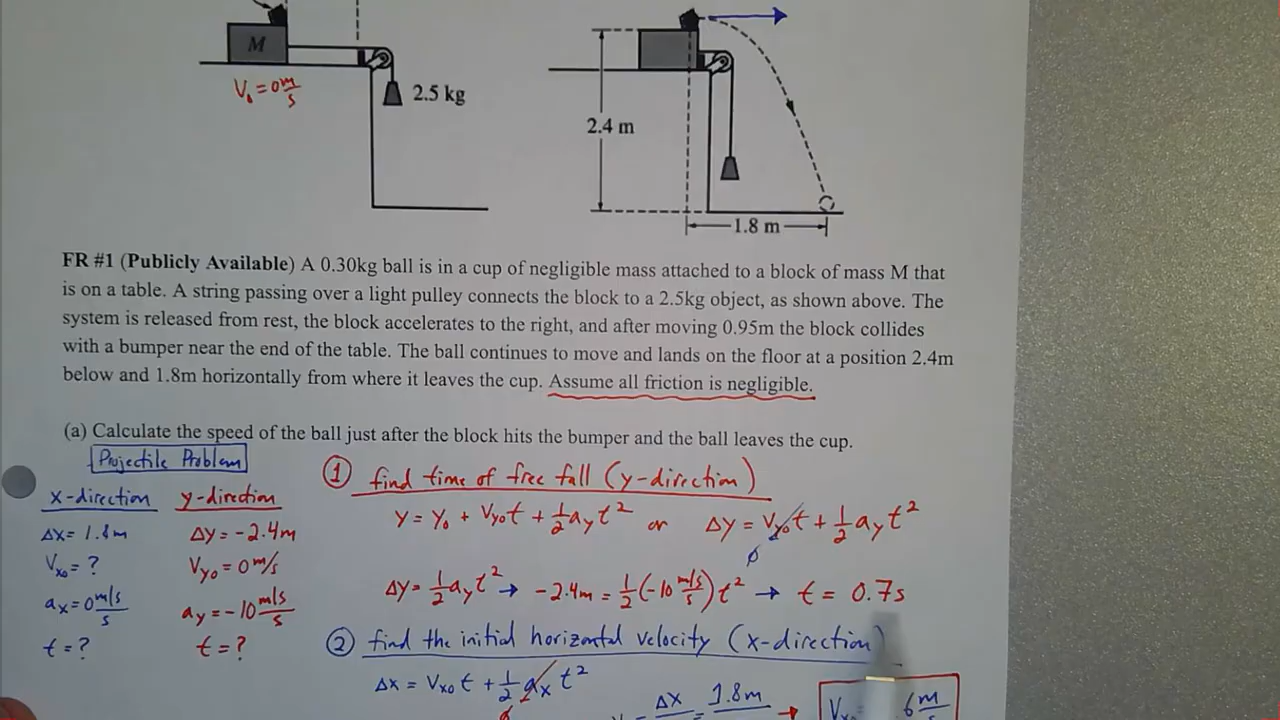 M
V₀ = 0 m/s
2.5 kg
2.4 m
1.8 m
FR #1 (Publicly Available) A 0.30kg ball is in a cup of negligible mass attached to a block of mass M that
is on a table. A string passing over a light pulley connects the block to a 2.5kg object, as shown above. The
system is released from rest, the block accelerates to the right, and after moving 0.95m the block collides
with a bumper near the end of the table. The ball continues to move and lands on the floor at a position 2.4m
below and 1.8m horizontally from where it leaves the cup. Assume all friction is negligible.
(a) Calculate the speed of the ball just after the block hits the bumper and the ball leaves the cup.
Projectile Problem
x-direction
Δx = 1.8m
Vxo = ?
ax = 0 m/s/s
t = ?
y-direction
Δy = -2.4m
Vyo = 0 m/s
ay = -10 m/s/s
t = ?
① find time of free fall (y-direction)
y = y₀ + Vyot + ½ayt² or Δy = Vyot + ½ayt²
0
Δy = ½ayt² → -2.4m = ½(-10 m/s/s)t² → t = 0.7s
② find the initial horizontal velocity (x-direction)
Δx = Vxot + ½axt²
Δx = 1.8m → Vxo 6 m